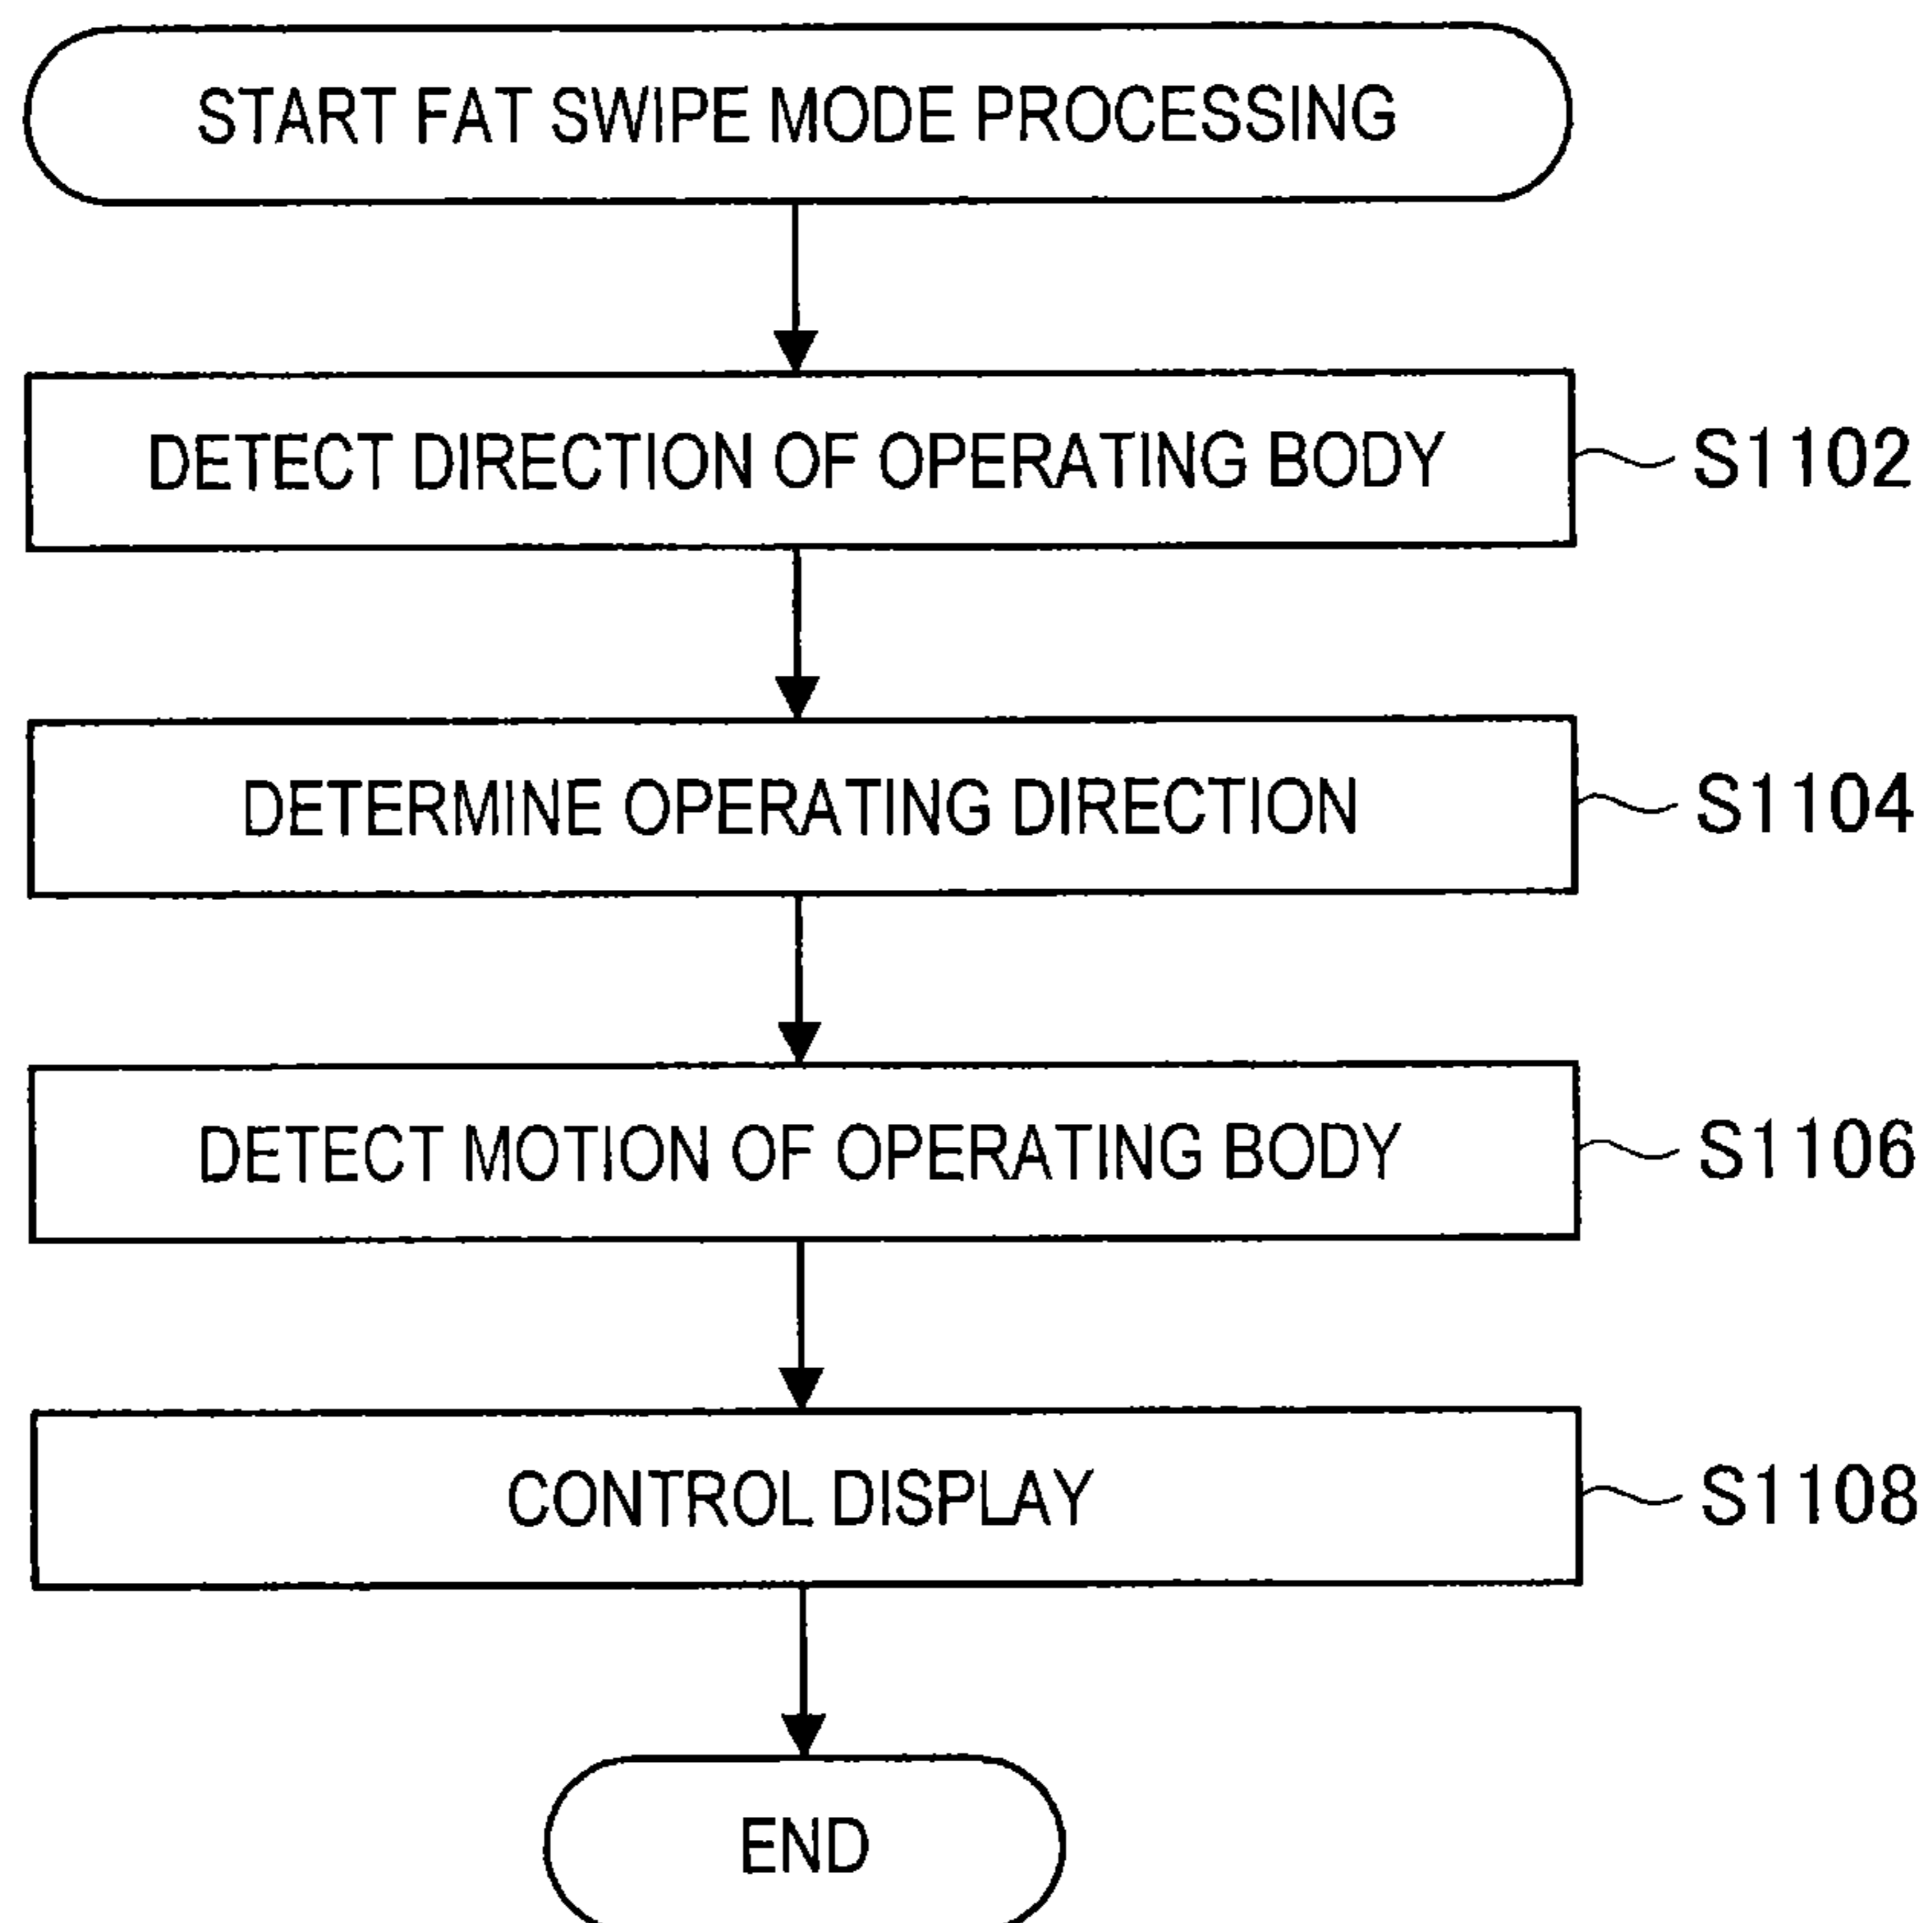 START FAT SWIPE MODE PROCESSING
DETECT DIRECTION OF OPERATING BODY
S1102
DETERMINE OPERATING DIRECTION
S1104
DETECT MOTION OF OPERATING BODY
S1106
CONTROL DISPLAY
S1108
END